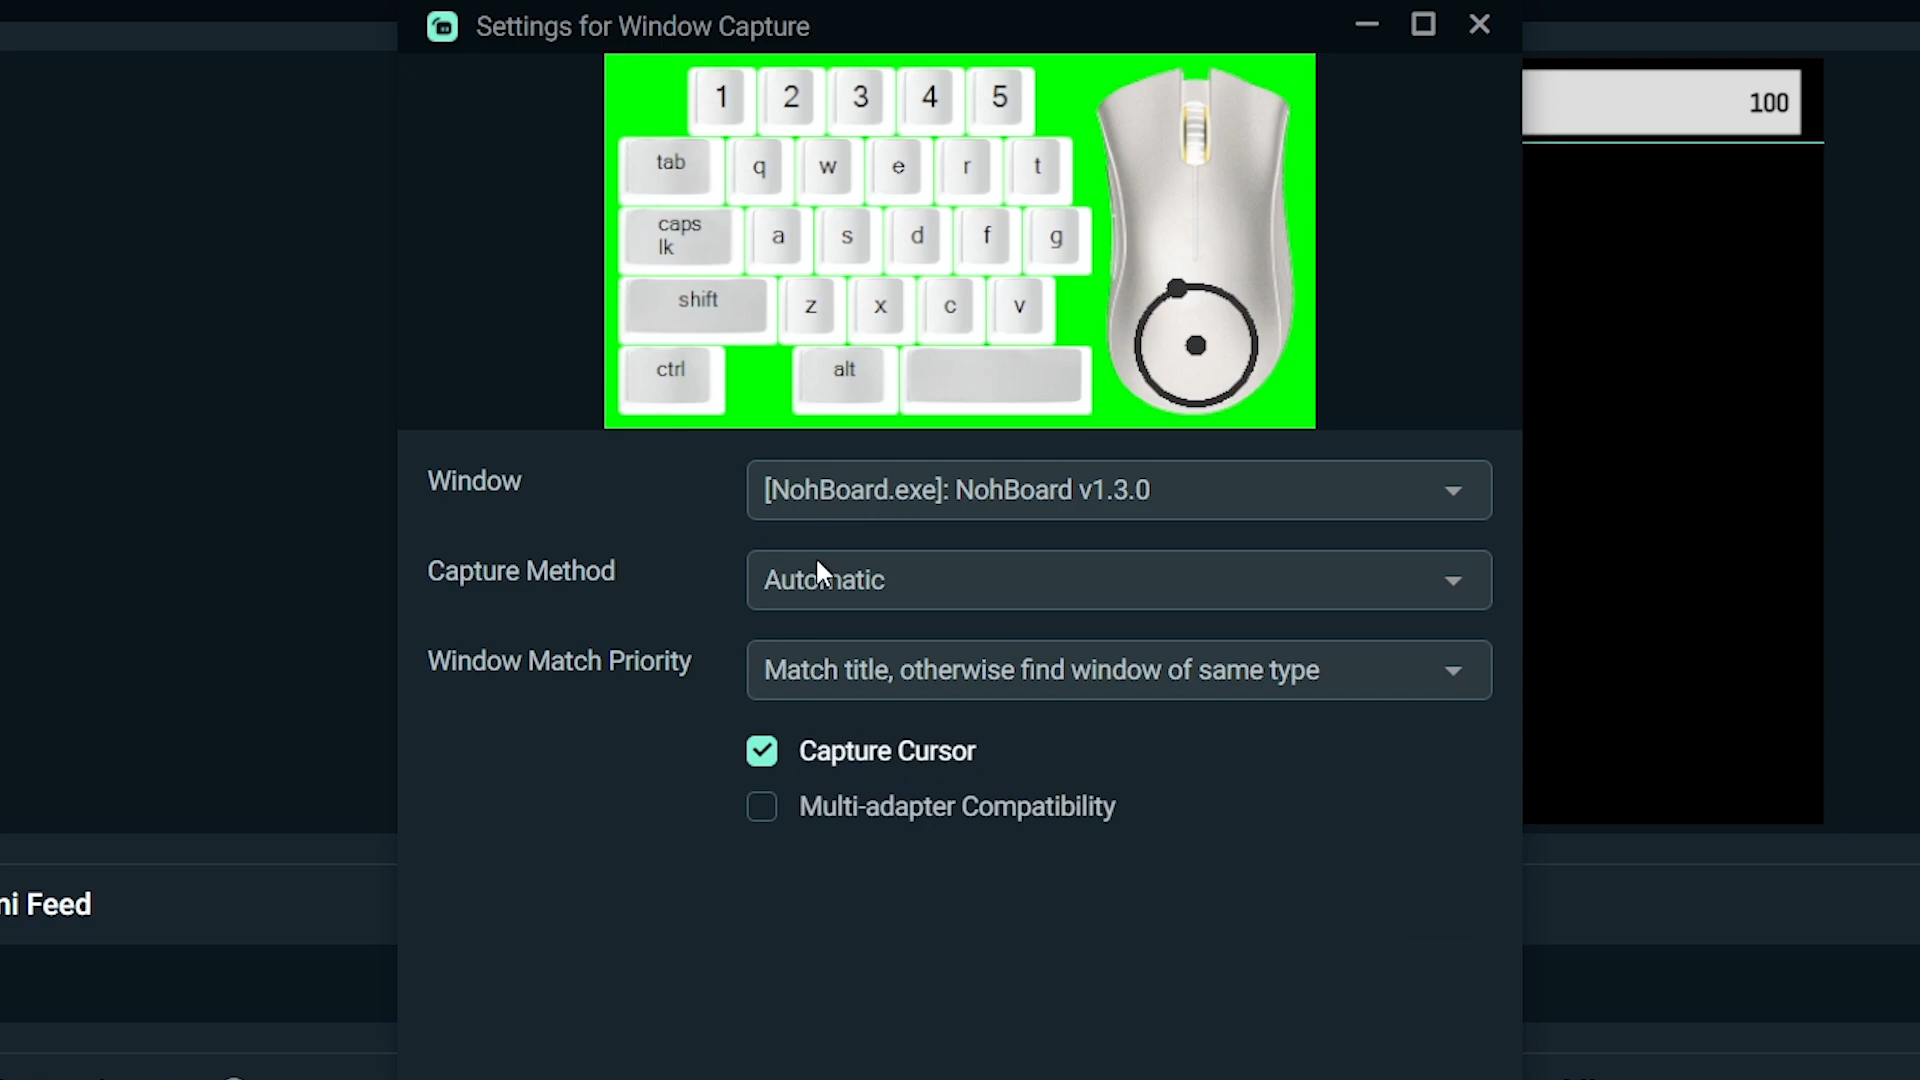 Settings for Window Capture
1 2 3 4 5
100
tab q w e r t
caps
lk
a s d f g
shift z x c v
ctrl alt
Window
[NohBoard.exe]: NohBoard v1.3.0
Capture Method
Automatic
Window Match Priority
Match title, otherwise find window of same type
Capture Cursor
Multi-adapter Compatibility
ni Feed